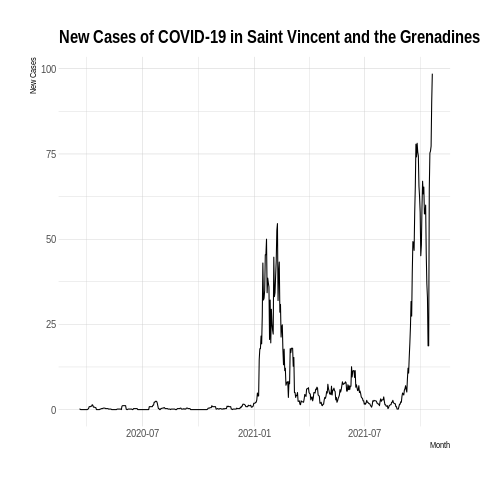 New Cases of COVID-19 in Saint Vincent and the Grenadines
New Cases
100
75
50
25
0
2020-07 2021-01 2021-07
Month